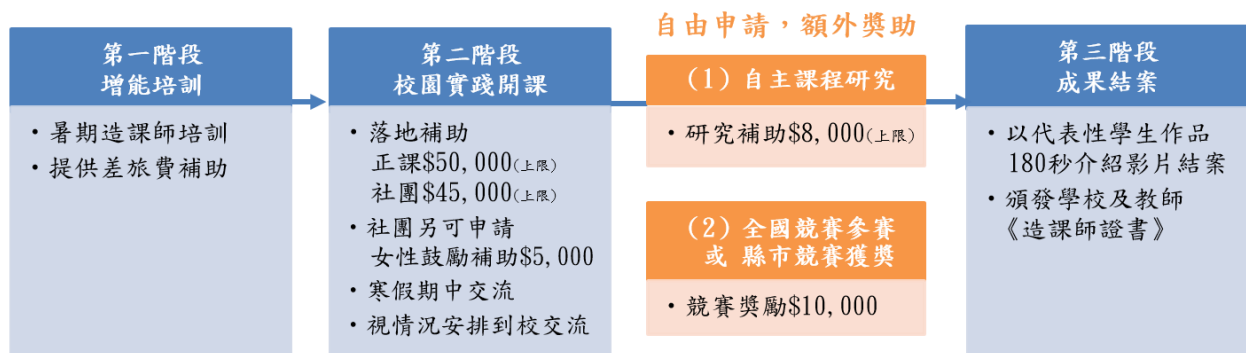 第一階段
增能培訓
・暑期造課師培訓
・提供差旅費補助
第二階段
校園實踐開課
・落地補助
正課$50,000(上限)
社團$45,000(上限)
・社團另可申請
女性鼓勵補助$5,000
・寒假期中交流
・視情況安排到校交流
自由申請，額外獎助
(1)自主課程研究
・研究補助$8,000(上限)
(2)全國競賽參賽
或 縣市競賽獲獎
・競賽獎勵$10,000
第三階段
成果結案
・以代表性學生作品
180秒介紹影片結案
・頒發學校及教師
《造課師證書》